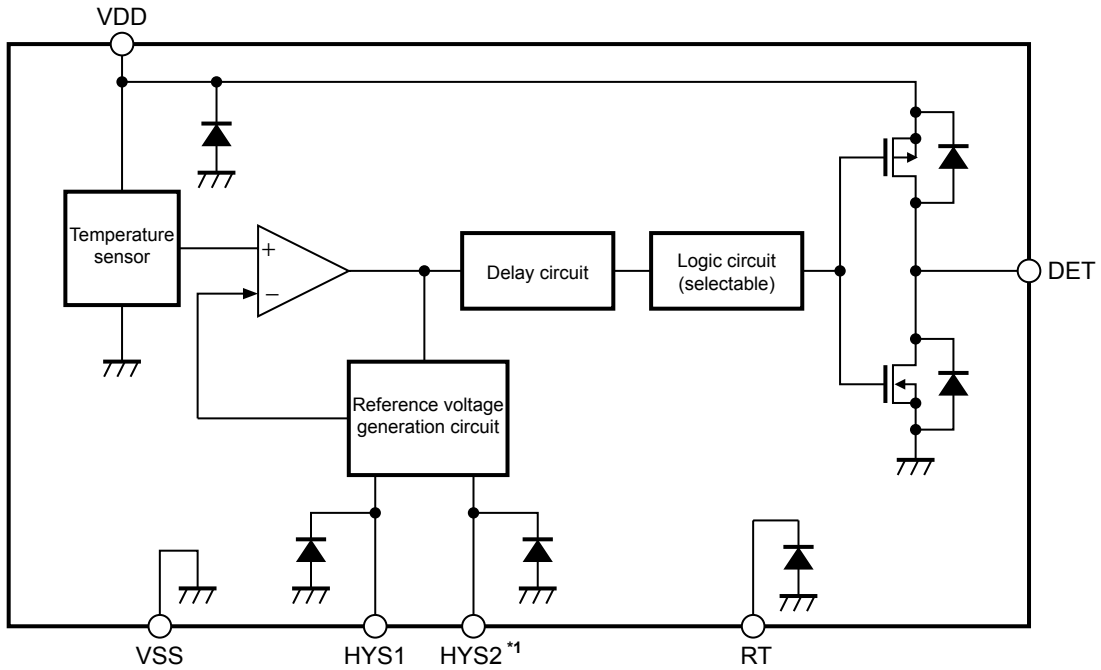 VDD
Temperature
sensor
+
−
Delay circuit
Logic circuit
(selectable)
DET
Reference voltage
generation circuit
VSS
HYS1
HYS2 *1
RT